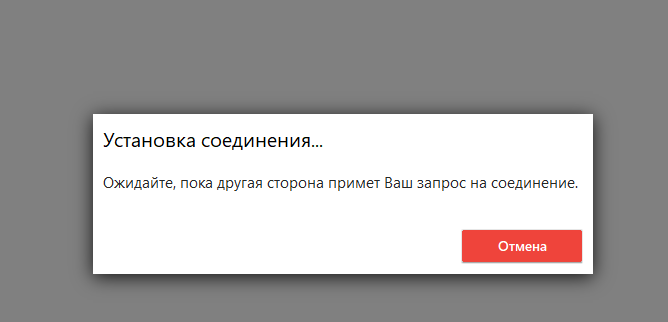 Установка соединения...
Ожидайте, пока другая сторона примет Ваш запрос на соединение.
Отмена